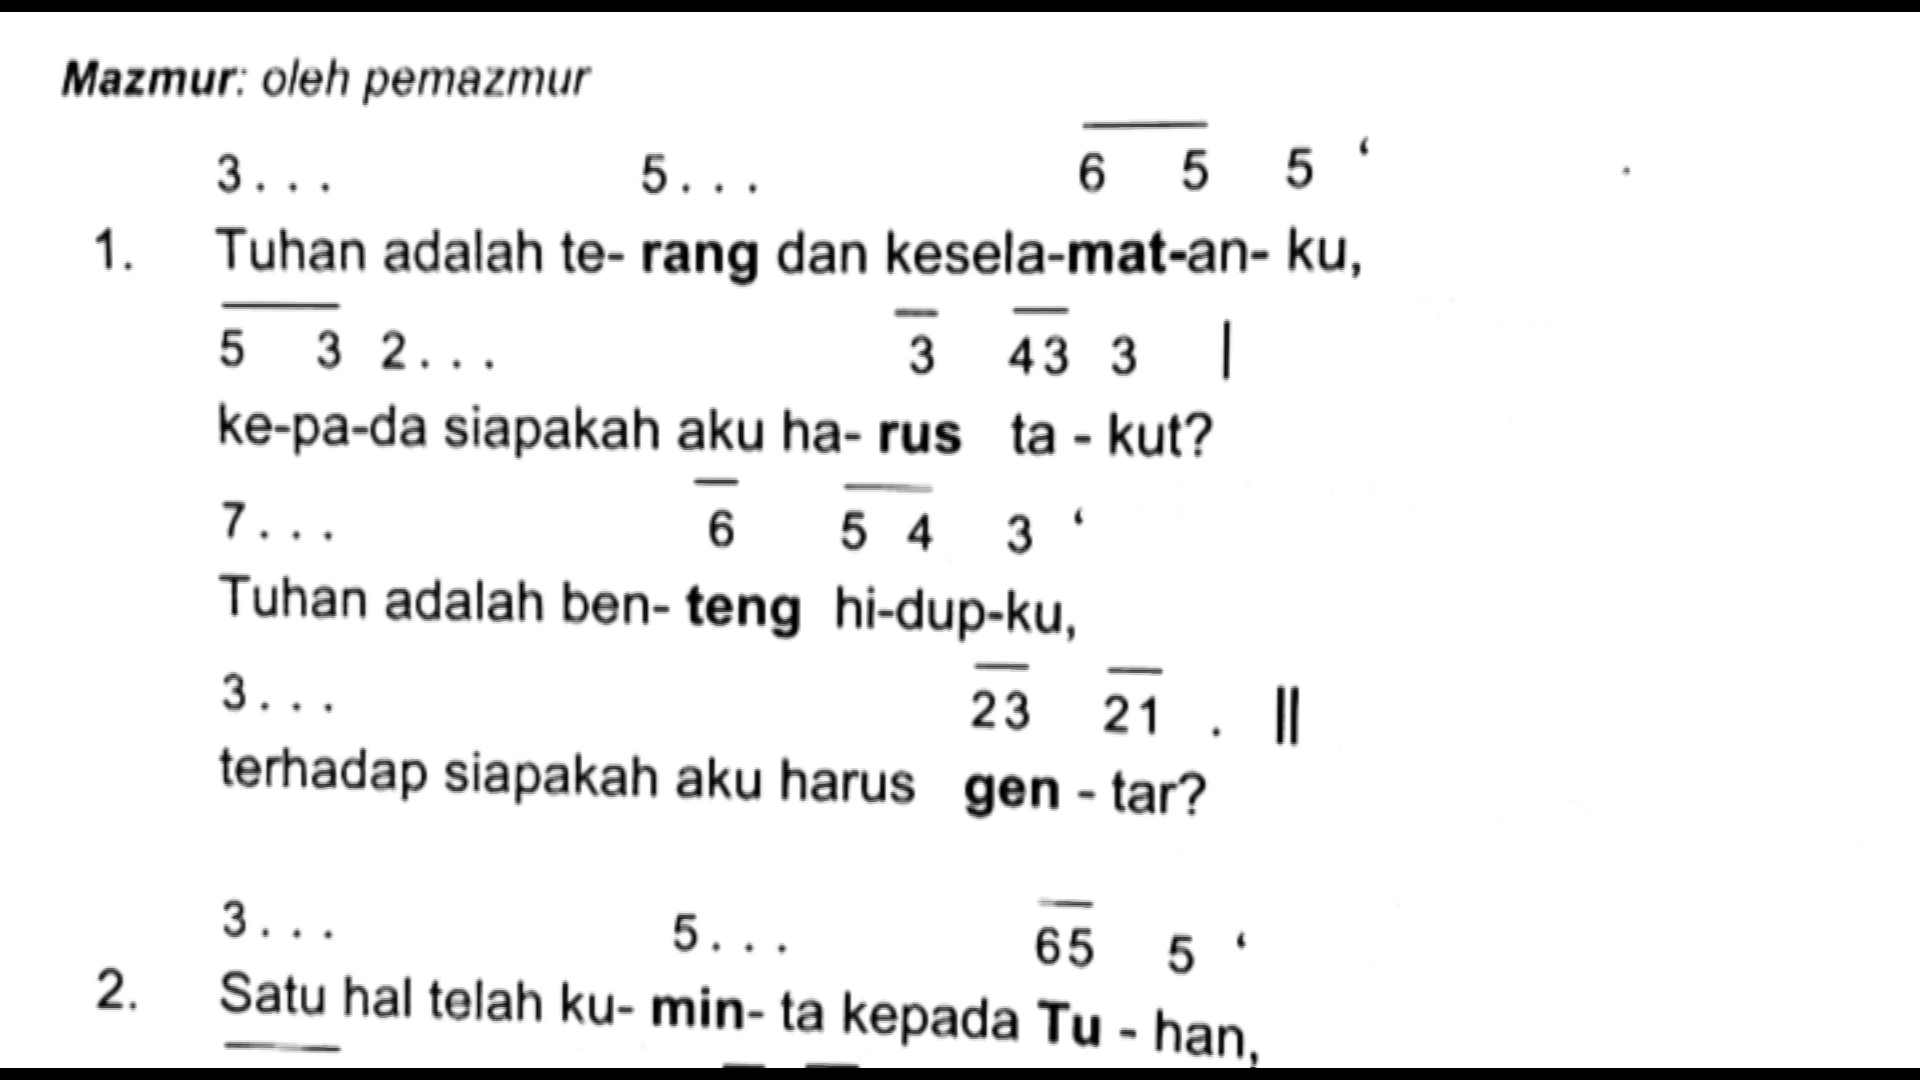 Mazmur: oleh pemazmur
3... 5... 6 5 5 ‘
1. Tuhan adalah te- rang dan kesela-mat-an- ku,
5 3 2... 3 43 3 |
ke-pa-da siapakah aku ha- rus ta - kut?
7... 6 5 4 3 ‘
Tuhan adalah ben- teng hi-dup-ku,
3... 23 21 . ||
terhadap siapakah aku harus gen - tar?
3... 5... 65 5 ‘
2. Satu hal telah ku- min- ta kepada Tu - han,